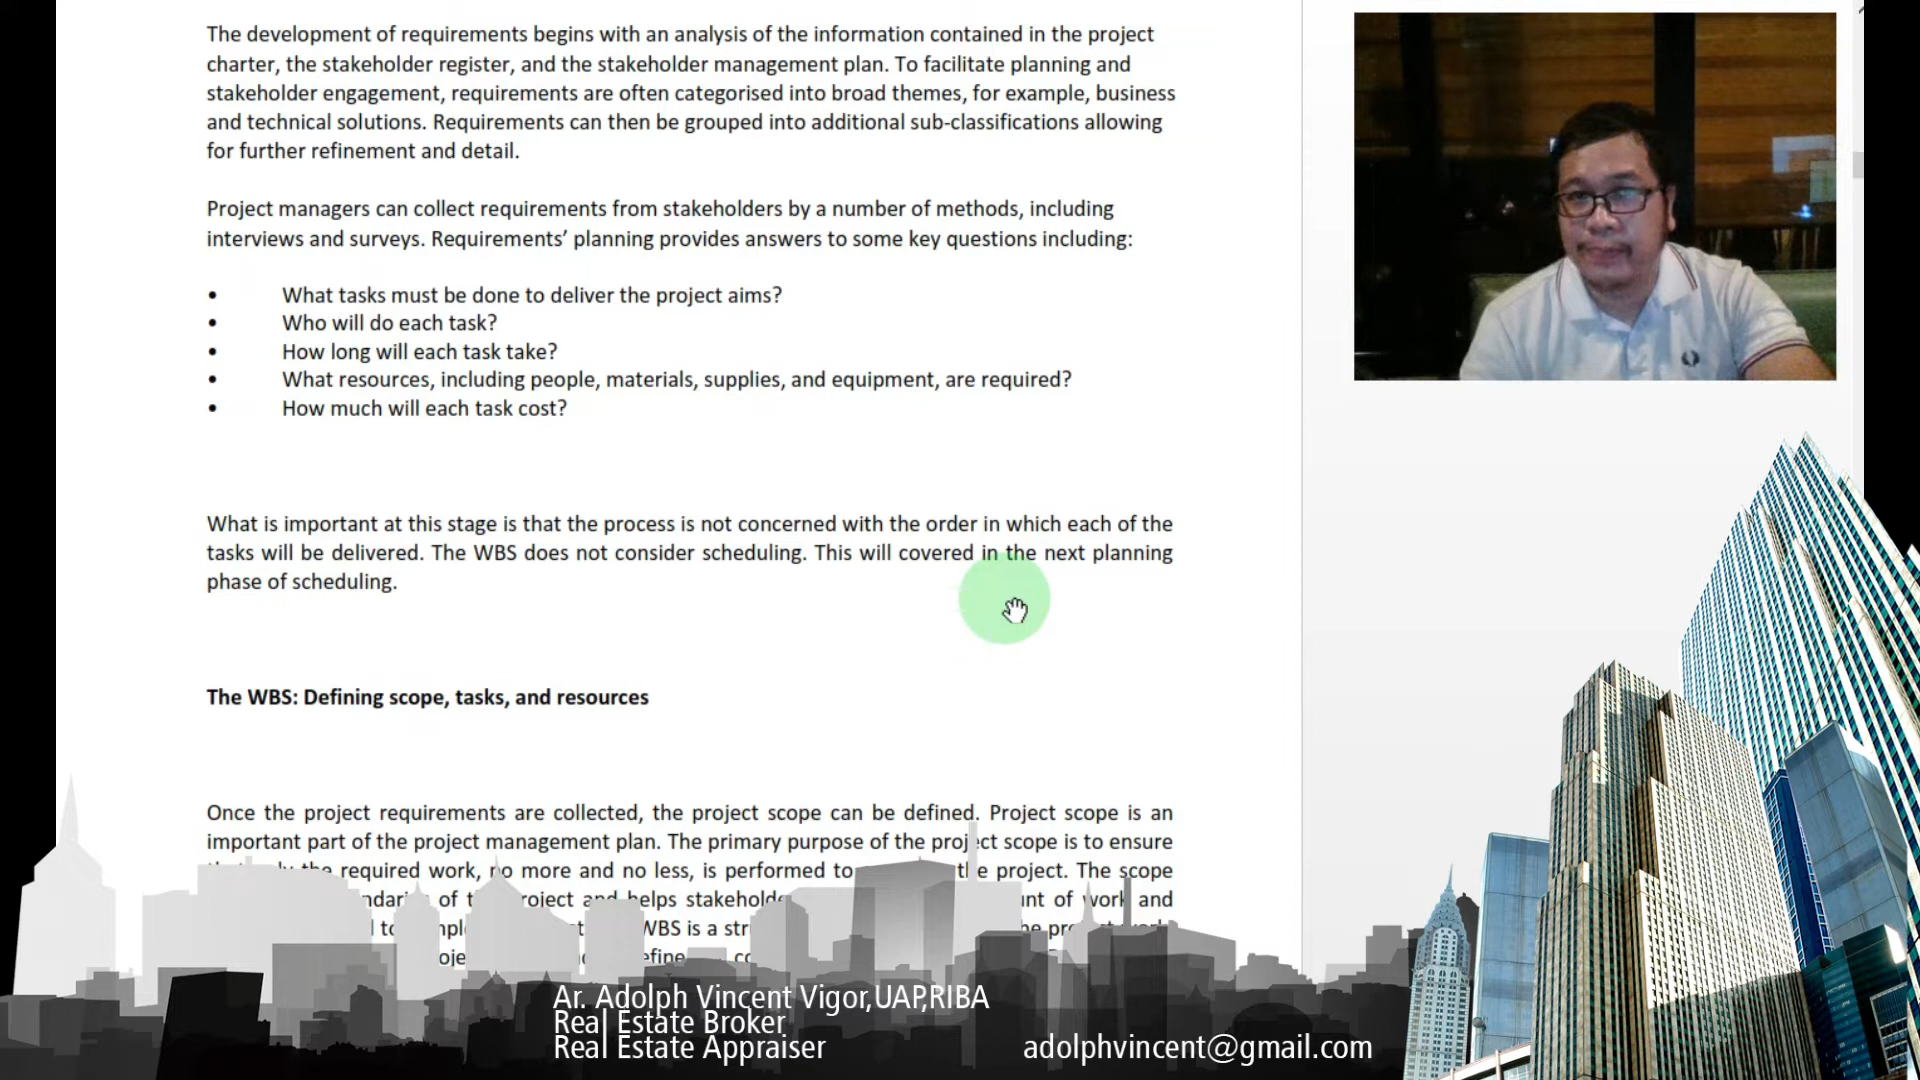 The development of requirements begins with an analysis of the information contained in the project
charter, the stakeholder register, and the stakeholder management plan. To facilitate planning and
stakeholder engagement, requirements are often categorised into broad themes, for example, business
and technical solutions. Requirements can then be grouped into additional sub-classifications allowing
for further refinement and detail.
Project managers can collect requirements from stakeholders by a number of methods, including
interviews and surveys. Requirements’ planning provides answers to some key questions including:
• What tasks must be done to deliver the project aims?
• Who will do each task?
• How long will each task take?
• What resources, including people, materials, supplies, and equipment, are required?
• How much will each task cost?
What is important at this stage is that the process is not concerned with the order in which each of the
tasks will be delivered. The WBS does not consider scheduling. This will covered in the next planning
phase of scheduling.
The WBS: Defining scope, tasks, and resources
Once the project requirements are collected, the project scope can be defined. Project scope is an
important part of the project management plan. The primary purpose of the project scope is to ensure
the required work, no more and no less, is performed to the project. The scope
of the project and helps of work and
WBS is a
Ar. Adolph Vincent Vigor,UAP,RIBA
Real Estate Broker,
Real Estate Appraiser
adolphvincent@gmail.com